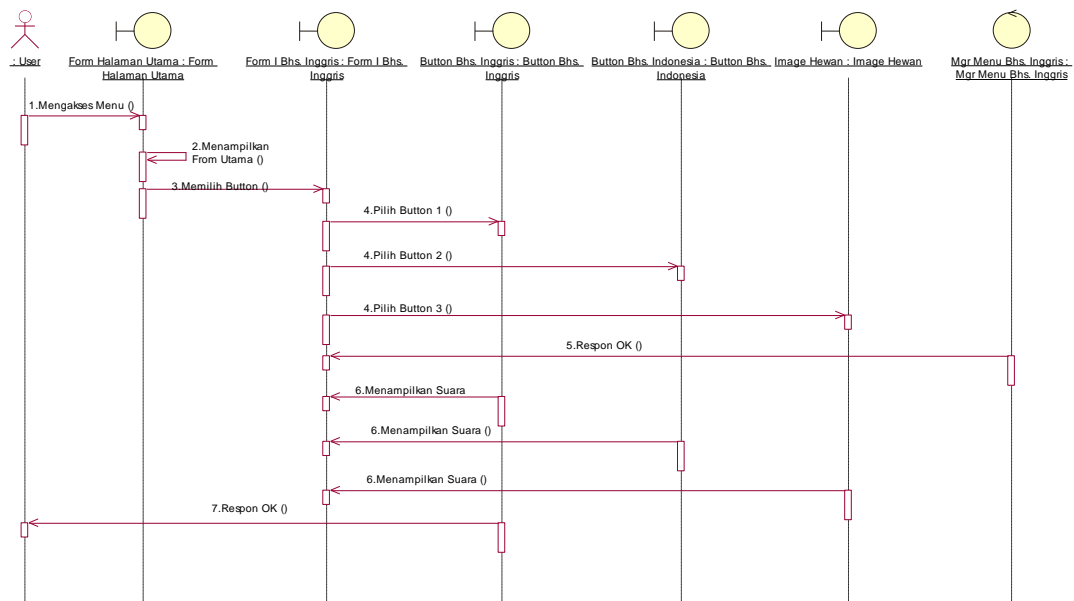 : User
Form Halaman Utama : Form
Halaman Utama
Form I Bhs. Inggris : Form I Bhs.
Inggris
Button Bhs. Inggris : Button Bhs.
Inggris
Button Bhs. Indonesia : Button Bhs.
Indonesia
Image Hewan : Image Hewan
Mgr Menu Bhs. Inggris :
Mgr Menu Bhs. Inggris
1.Mengakses Menu ()
2.Menampilkan
From Utama ()
3.Memilih Button ()
4.Pilih Button 1 ()
4.Pilih Button 2 ()
4.Pilih Button 3 ()
5.Respon OK ()
6.Menampilkan Suara
6.Menampilkan Suara ()
6.Menampilkan Suara ()
7.Respon OK ()